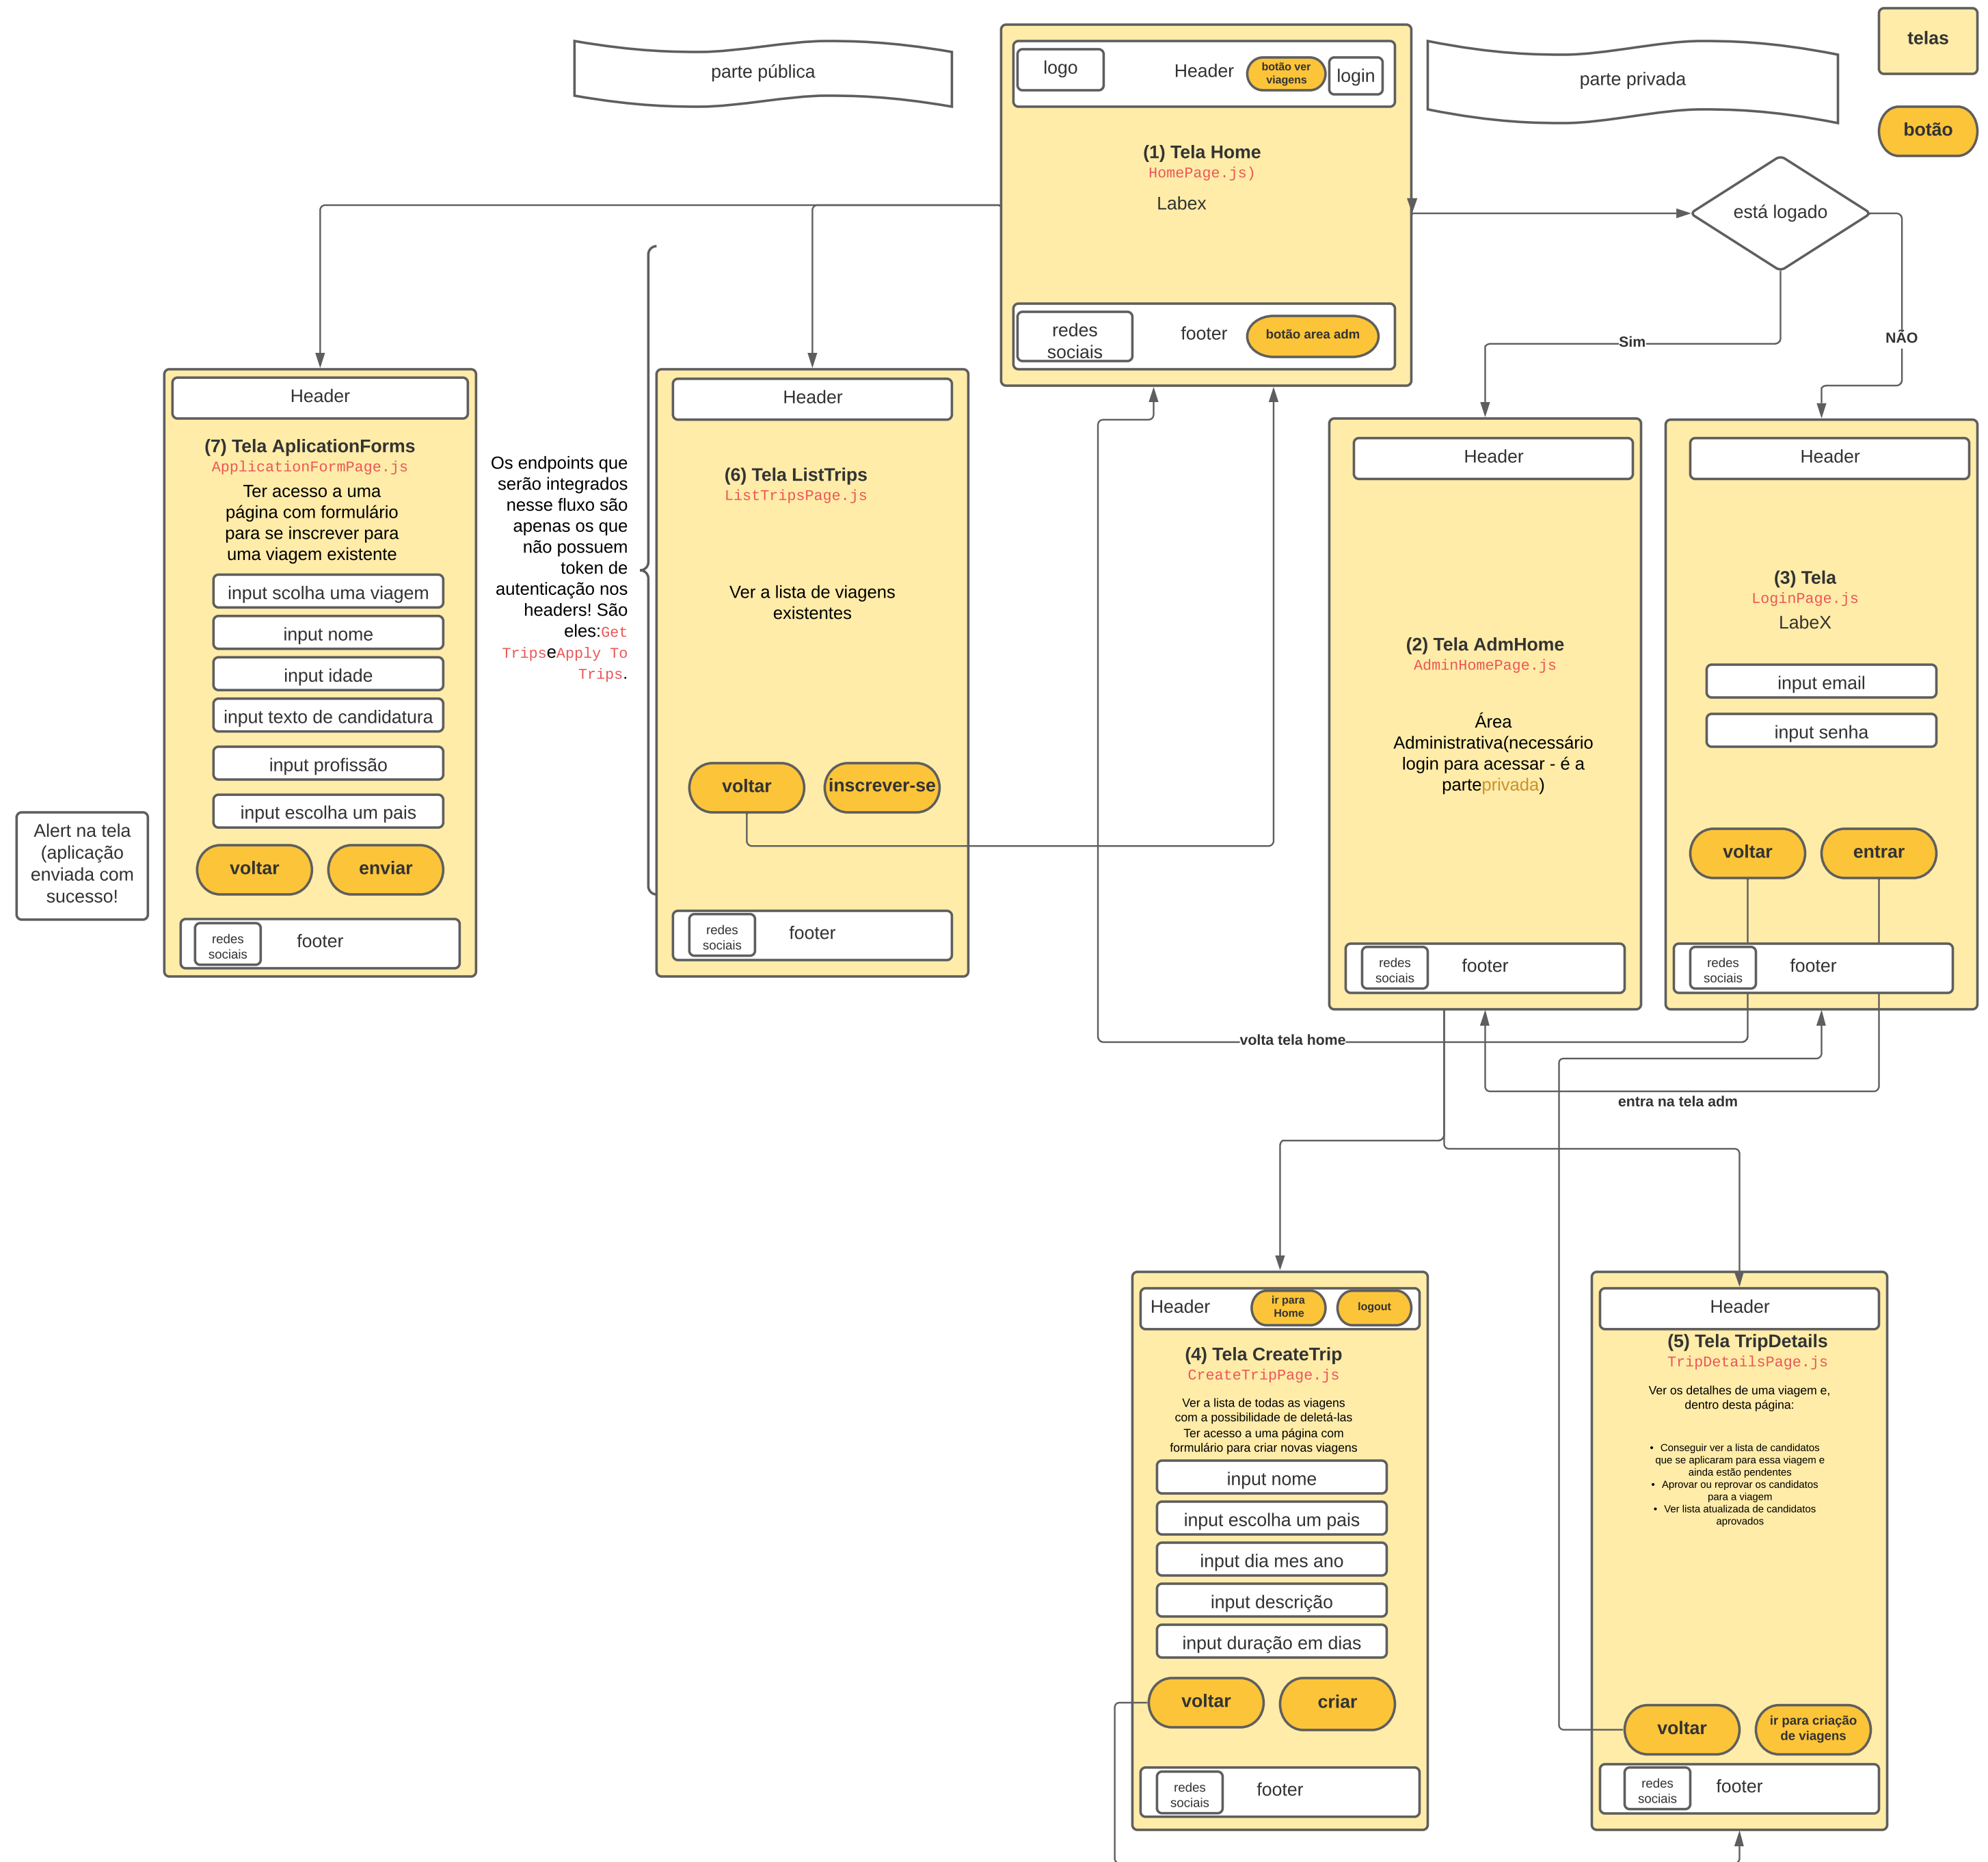 parte pública
logo
Header
botão ver
viagens
login
parte privada
telas
botão
(1) Tela Home
HomePage.js)
Labex
está logado
redes
sociais
footer
botão area adm
Sim
NÃO
Header
(7) Tela AplicationForms
ApplicationFormPage.js
Ter acesso a uma
página com formulário
para se inscrever para
uma viagem existente
input scolha uma viagem
input nome
input idade
input texto de candidatura
input profissão
input escolha um pais
voltar
enviar
redes
sociais
footer
Alert na tela
(aplicação
enviada com
sucesso!
Os endpoints que
serão integrados
nesse fluxo são
apenas os que
não possuem
token de
autenticação nos
headers! São
eles:Get
TripseApply To
Trips.
Header
(6) Tela ListTrips
ListTripsPage.js
Ver a lista de viagens
existentes
voltar
inscrever-se
redes
sociais
footer
Header
(2) Tela AdmHome
AdminHomePage.js
Área
Administrativa(necessário
login para acessar - é a
parteprivada)
redes
sociais
footer
Header
(3) Tela
LoginPage.js
LabeX
input email
input senha
voltar
entrar
redes
sociais
footer
volta tela home
entra na tela adm
Header
ir para
Home
logout
(4) Tela CreateTrip
CreateTripPage.js
Ver a lista de todas as viagens
com a possibilidade de deletá-las
Ter acesso a uma página com
formulário para criar novas viagens
input nome
input escolha um pais
input dia mes ano
input descrição
input duração em dias
voltar
criar
redes
sociais
footer
Header
(5) Tela TripDetails
TripDetailsPage.js
Ver os detalhes de uma viagem e,
dentro desta página:
• Conseguir ver a lista de candidatos
que se aplicaram para essa viagem e
ainda estão pendentes
• Aprovar ou reprovar os candidatos
para a viagem
• Ver lista atualizada de candidatos
aprovados
voltar
ir para criação
de viagens
redes
sociais
footer